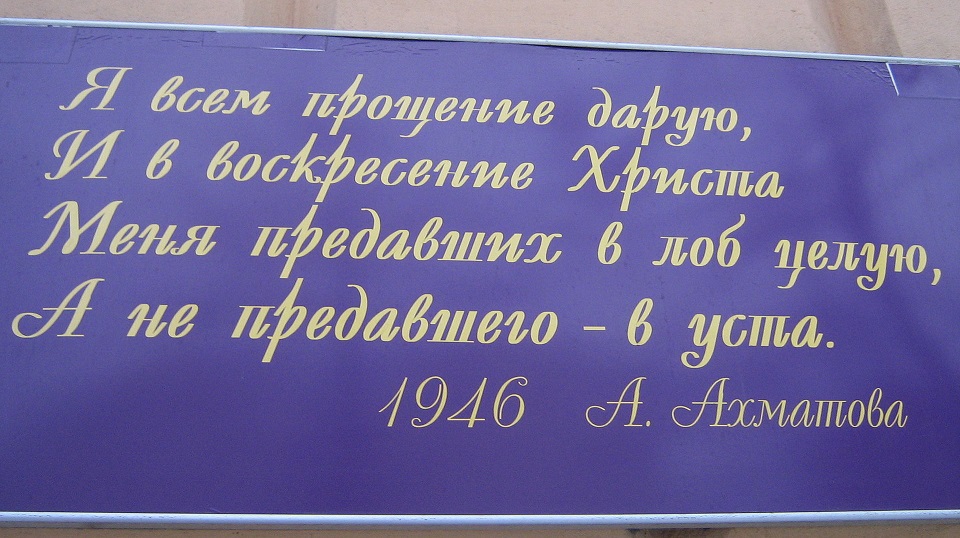 Я всем прощение дарую,
И в воскресение Христа
Меня предавших в лоб целую,
А не предавшего – в уста.
1946 А. Ахматова